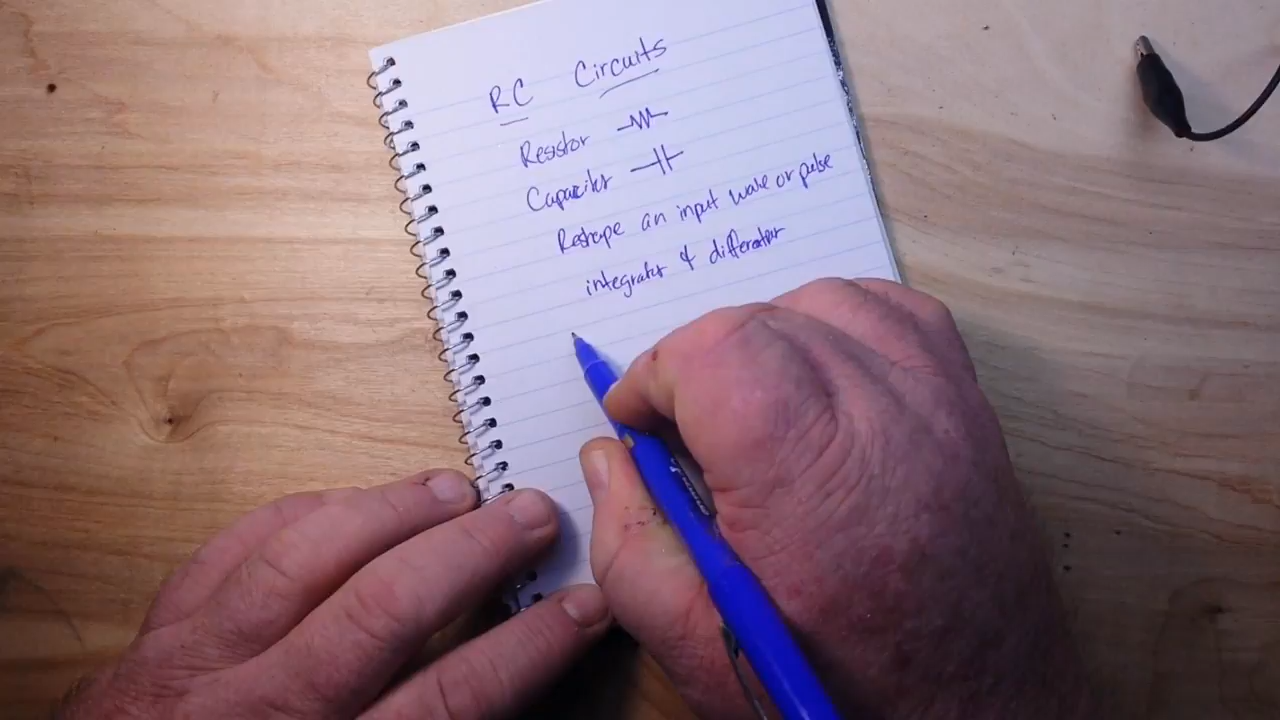 RC Circuits
Resistor
Capacitor
Reshape an input wave or pulse
integrator & differentiator